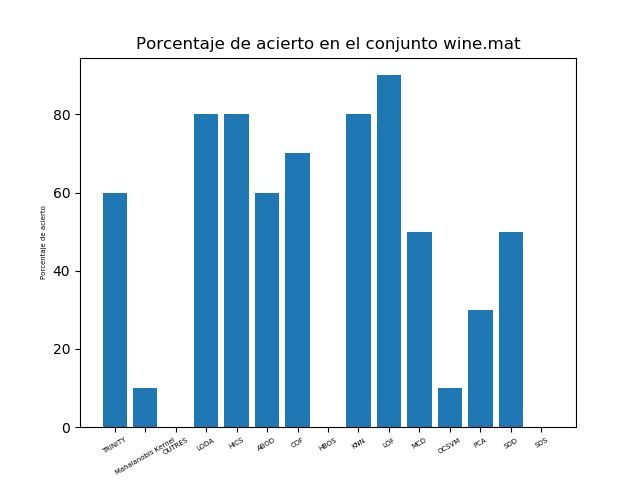 Porcentaje de acierto en el conjunto wine.mat
Porcentaje de acierto
80
60
40
20
0
TRINITY
Mahalanobis Kernel
OUTRES
LODA
HICS
ABOD
COF
HBOS
KNN
LOF
MCD
OCSVM
PCA
SOD
SOS